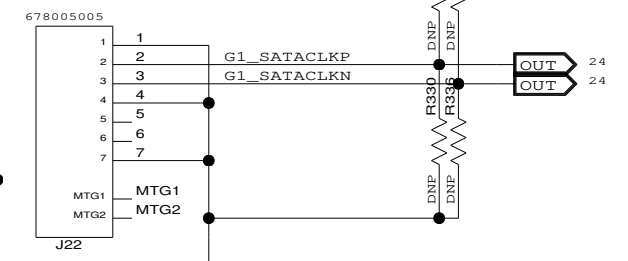 678005005
1 1
2 2 G1_SATACLKP OUT 24
3 3 G1_SATACLKN OUT 24
4 4
5 5
6 6
7 7
MTG1 MTG1
MTG2 MTG2
J22
DNP DNP
R330
DNP DNP